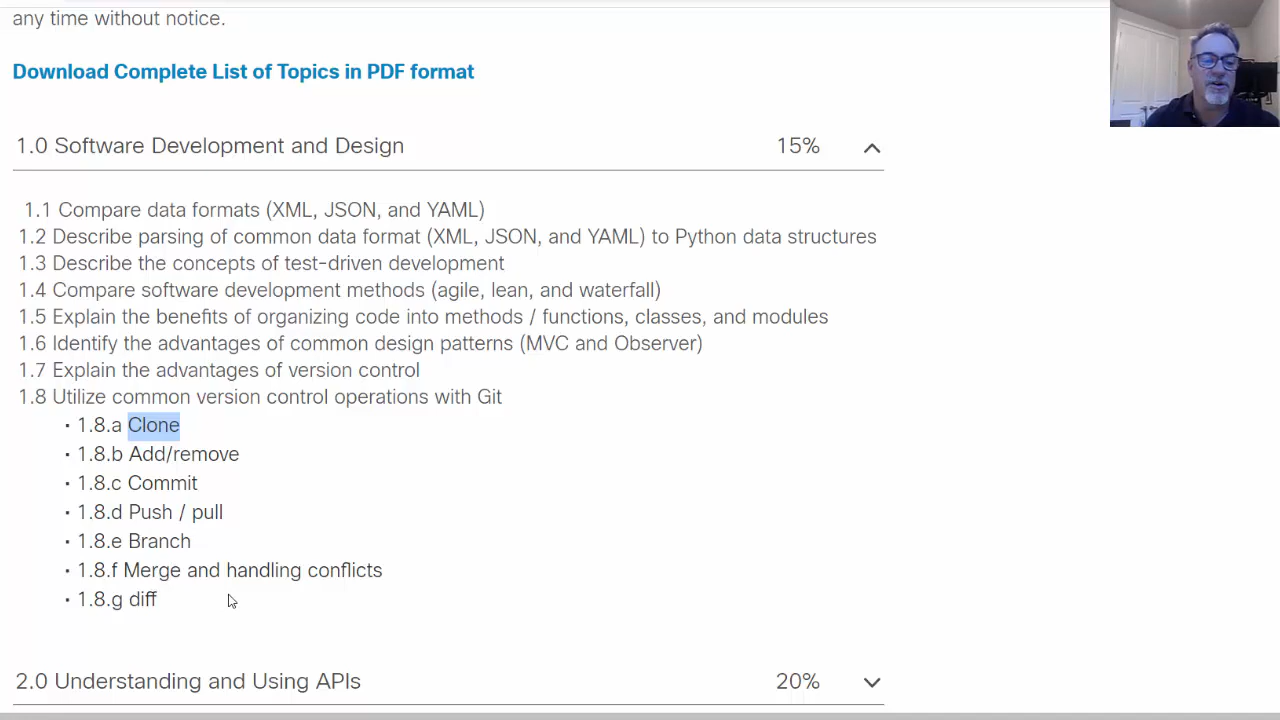 any time without notice.
Download Complete List of Topics in PDF format
1.0 Software Development and Design 15%
1.1 Compare data formats (XML, JSON, and YAML)
1.2 Describe parsing of common data format (XML, JSON, and YAML) to Python data structures
1.3 Describe the concepts of test-driven development
1.4 Compare software development methods (agile, lean, and waterfall)
1.5 Explain the benefits of organizing code into methods / functions, classes, and modules
1.6 Identify the advantages of common design patterns (MVC and Observer)
1.7 Explain the advantages of version control
1.8 Utilize common version control operations with Git
· 1.8.a Clone
· 1.8.b Add/remove
· 1.8.c Commit
· 1.8.d Push / pull
· 1.8.e Branch
· 1.8.f Merge and handling conflicts
· 1.8.g diff
2.0 Understanding and Using APIs 20%